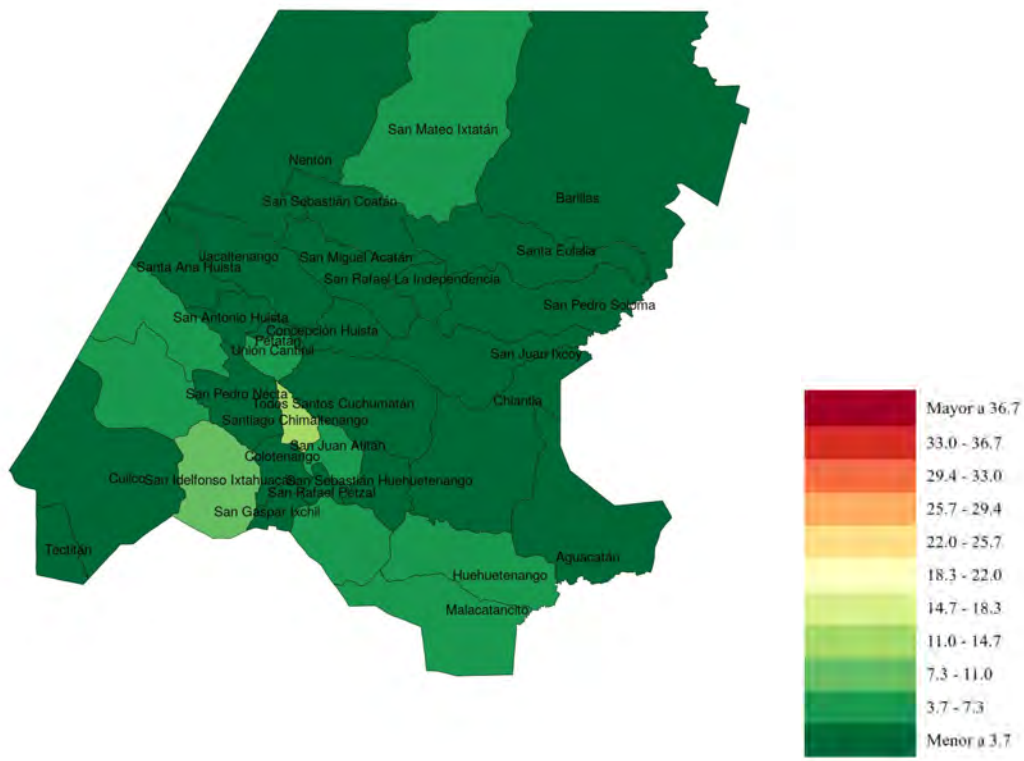 San Mateo Ixtatán
Nentón
Barillas
San Sebastián Coatán
Santa Eulalia
Jacaltenango
San Miguel Acatán
Santa Ana Huista
San Rafael La Independencia
San Pedro Soloma
San Antonio Huista
Concepción Huista
Petatán
Unión Cantinil
San Juan Ixcoy
San Pedro Necta
Todos Santos Cuchumatán
Chiantla
Santiago Chimaltenango
San Juan Atitán
Colotenango
Cuilco
San Idelfonso Ixtahuacán
San Sebastián Huehuetenango
San Rafael Petzal
San Gaspar Ixchil
Tectitán
Aguacatán
Huehuetenango
Malacatancito
Mayor a 36.7
33.0 - 36.7
29.4 - 33.0
25.7 - 29.4
22.0 - 25.7
18.3 - 22.0
14.7 - 18.3
11.0 - 14.7
7.3 - 11.0
3.7 - 7.3
Menor a 3.7